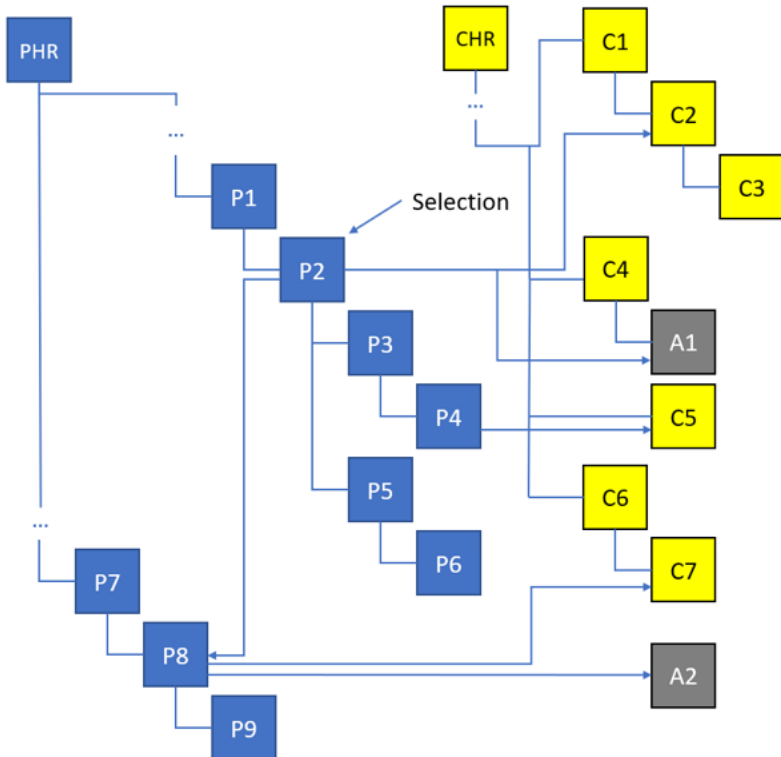 PHR
CHR
C1
...
C2
...
C3
P1
Selection
P2
C4
P3
A1
P4
C5
P5
C6
...
P6
C7
P7
P8
A2
P9